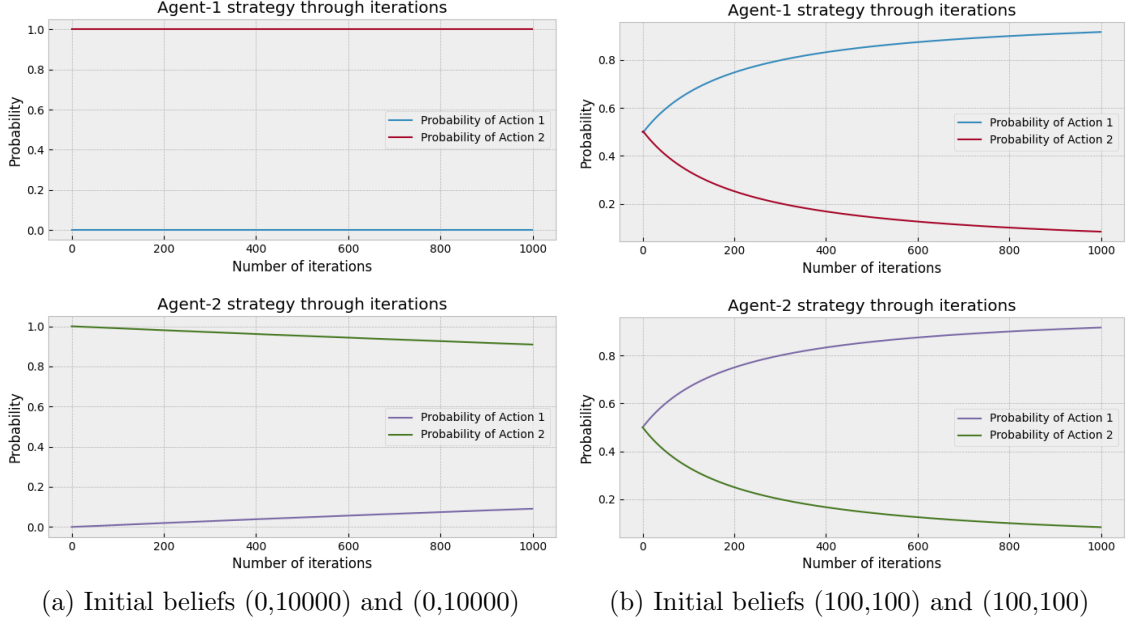 Agent-1 strategy through iterations
1.0
0.8
0.6
0.4
0.2
0.0
Probability
Probability of Action 1
Probability of Action 2
0 200 400 600 800 1000
Number of iterations
Agent-2 strategy through iterations
1.0
0.8
0.6
0.4
0.2
0.0
Probability
Probability of Action 1
Probability of Action 2
0 200 400 600 800 1000
Number of iterations
(a) Initial beliefs (0,10000) and (0,10000)
Agent-1 strategy through iterations
0.8
0.6
0.4
0.2
Probability
Probability of Action 1
Probability of Action 2
0 200 400 600 800 1000
Number of iterations
Agent-2 strategy through iterations
0.8
0.6
0.4
0.2
Probability
Probability of Action 1
Probability of Action 2
0 200 400 600 800 1000
Number of iterations
(b) Initial beliefs (100,100) and (100,100)